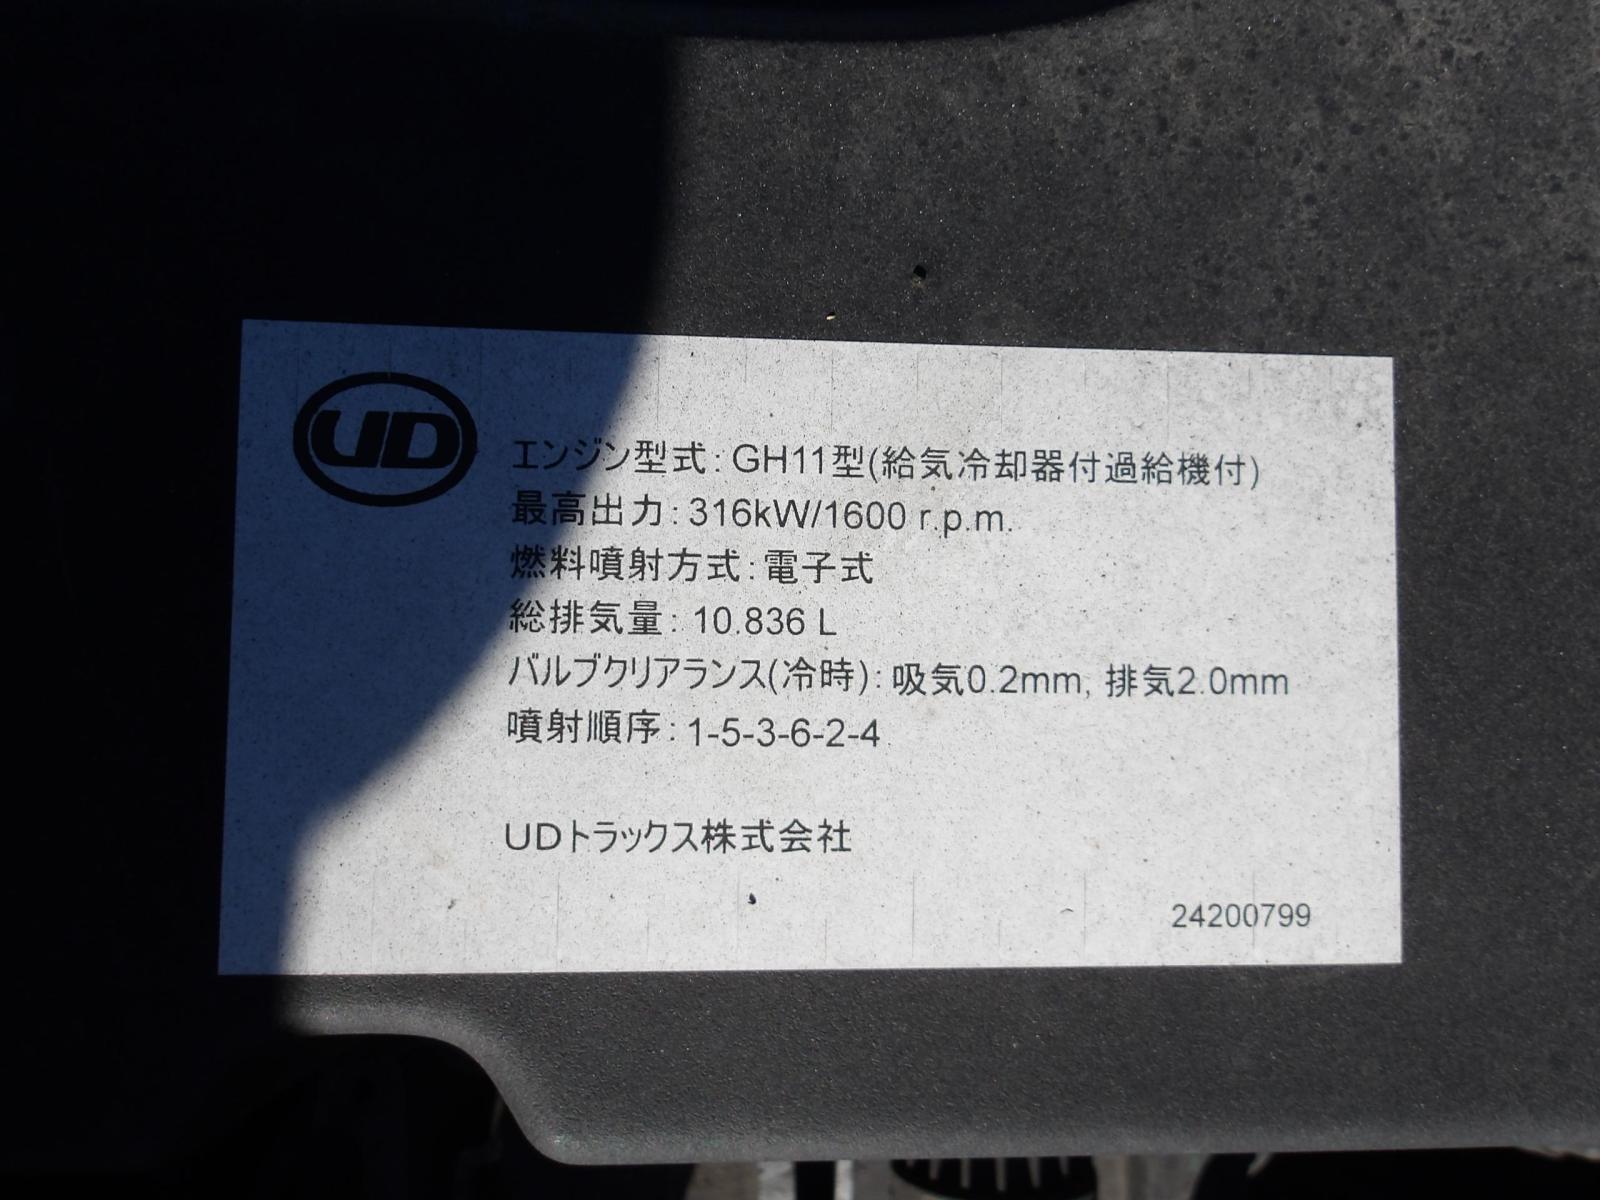 UD
エンジン型式：GH11型(給気冷却器付過給機付)
最高出力：316kW/1600 r.p.m.
燃料噴射方式：電子式
総排気量：10.836 L
バルブクリアランス(冷時)：吸気0.2mm, 排気2.0mm
噴射順序：1-5-3-6-2-4
UDトラックス株式会社
24200799